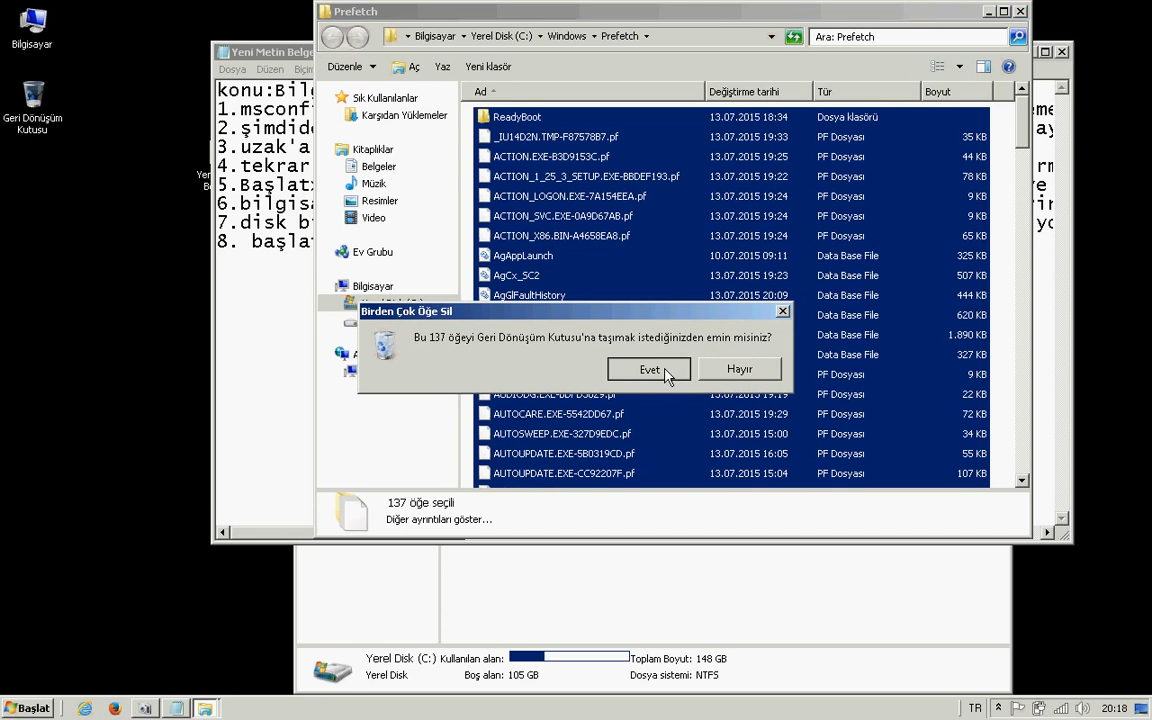 Bilgisayar
Geri Dönüşüm
Kutusu
Yeni Metin Belge
Dosya Düzen Biçin
konu:Bil
1.msconfi
2.şimdide
3.uzak'a
4.tekrar
5.Başlat>
6.bilgisa
7.disk bi
8. başlat
Prefetch
Bilgisayar Yerel Disk (C:) Windows Prefetch
Ara: Prefetch
Düzenle Aç Yaz Yeni klasör
Sık Kullanılanlar
Karşıdan Yüklemeler
Kitaplıklar
Belgeler
Müzik
Resimler
Video
Ev Grubu
Bilgisayar
Ad Değiştirme tarihi Tür Boyut
ReadyBoot 13.07.2015 18:34 Dosya klasörü
_IU14D2N.TMP-F87578B7.pf 13.07.2015 19:33 PF Dosyası 35 KB
ACTION.EXE-B3D9153C.pf 13.07.2015 19:25 PF Dosyası 44 KB
ACTION_1_25_3_SETUP.EXE-BBDEF193.pf 13.07.2015 19:22 PF Dosyası 78 KB
ACTION_LOGON.EXE-7A154EEA.pf 13.07.2015 19:24 PF Dosyası 9 KB
ACTION_SVC.EXE-0A9D67AB.pf 13.07.2015 19:24 PF Dosyası 9 KB
ACTION_X86.BIN-A4658EA8.pf 13.07.2015 19:24 PF Dosyası 65 KB
AgAppLaunch 10.07.2015 09:11 Data Base File 325 KB
AgCx_SC2 13.07.2015 19:23 Data Base File 507 KB
AgGlFaultHistory 13.07.2015 20:09 Data Base File 444 KB
Data Base File 620 KB
Data Base File 1.890 KB
Data Base File 327 KB
PF Dosyası 9 KB
13.07.2015 19:19 PF Dosyası 22 KB
AUTOCARE.EXE-5542DD67.pf 13.07.2015 19:29 PF Dosyası 72 KB
AUTOSWEEP.EXE-327D9EDC.pf 13.07.2015 15:00 PF Dosyası 34 KB
AUTOUPDATE.EXE-5B0319CD.pf 13.07.2015 16:05 PF Dosyası 55 KB
AUTOUPDATE.EXE-CC92207F.pf 13.07.2015 15:04 PF Dosyası 107 KB
Birden Çok Öğe Sil
Bu 137 öğeyi Geri Dönüşüm Kutusu'na taşımak istediğinizden emin misiniz?
Evet Hayır
137 öğe seçili
Diğer ayrıntıları göster...
Yerel Disk (C:) Kullanılan alan: Toplam Boyut: 148 GB
Yerel Disk Boş alan: 105 GB Dosya sistemi: NTFS
Başlat TR 20:18